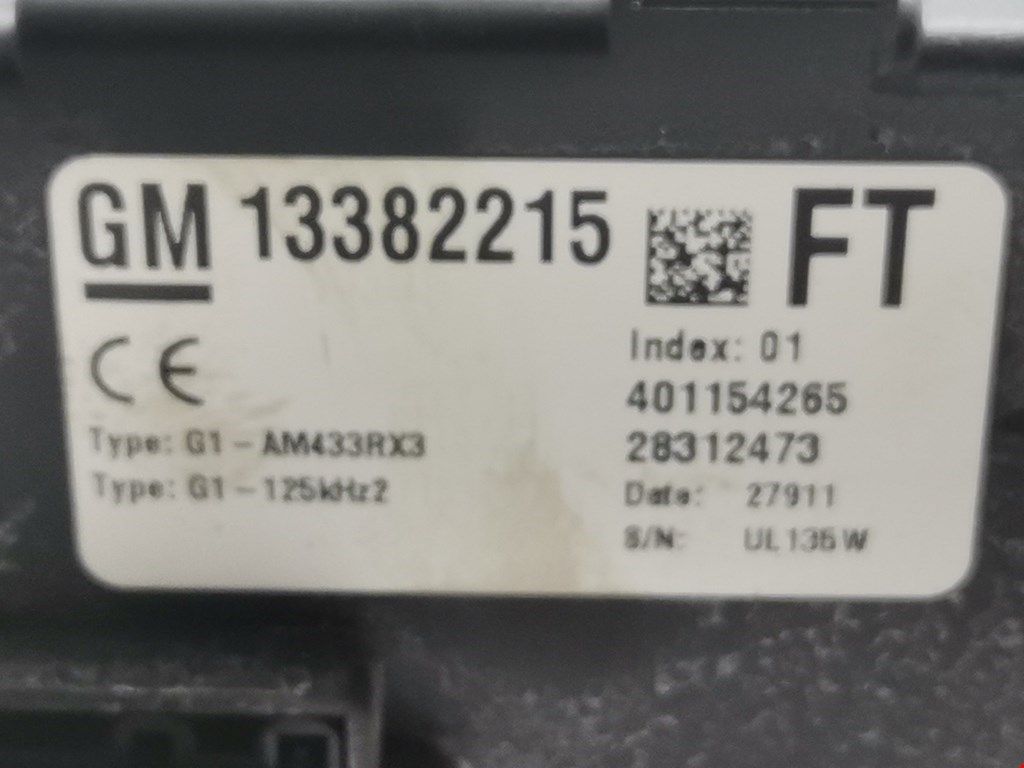 GM 13382215 FT
CE
Type: G1-AM433RX3
Type: G1-125kHz2
Index: 01
401154265
28312473
Date: 27911
S/N: UL135W